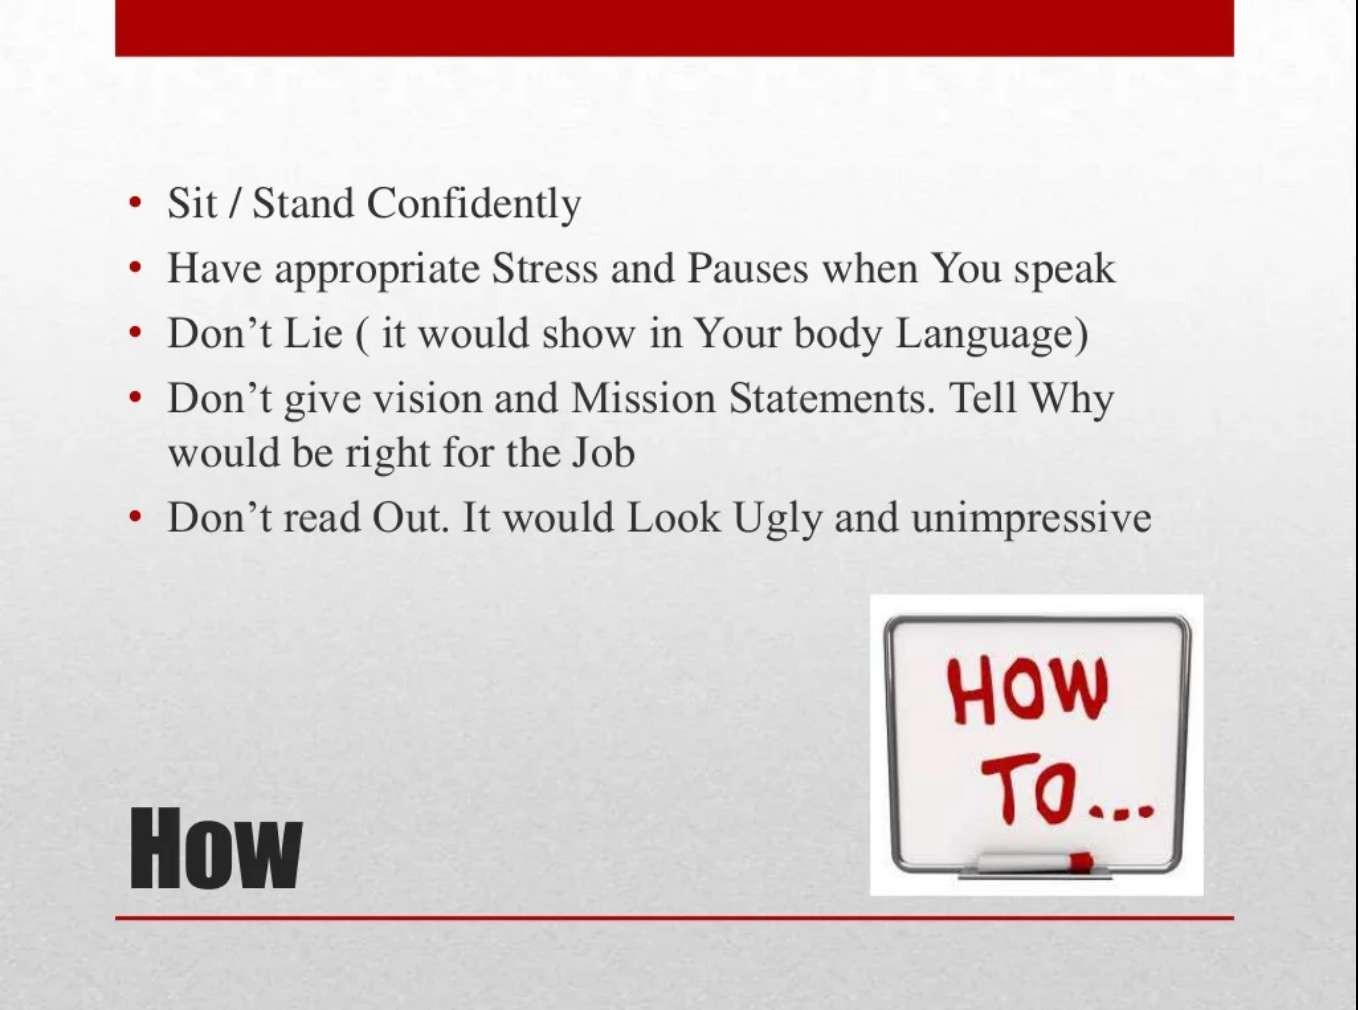 • Sit / Stand Confidently
• Have appropriate Stress and Pauses when You speak
• Don’t Lie ( it would show in Your body Language)
• Don’t give vision and Mission Statements. Tell Why
would be right for the Job
• Don’t read Out. It would Look Ugly and unimpressive
HOW
TO...
How